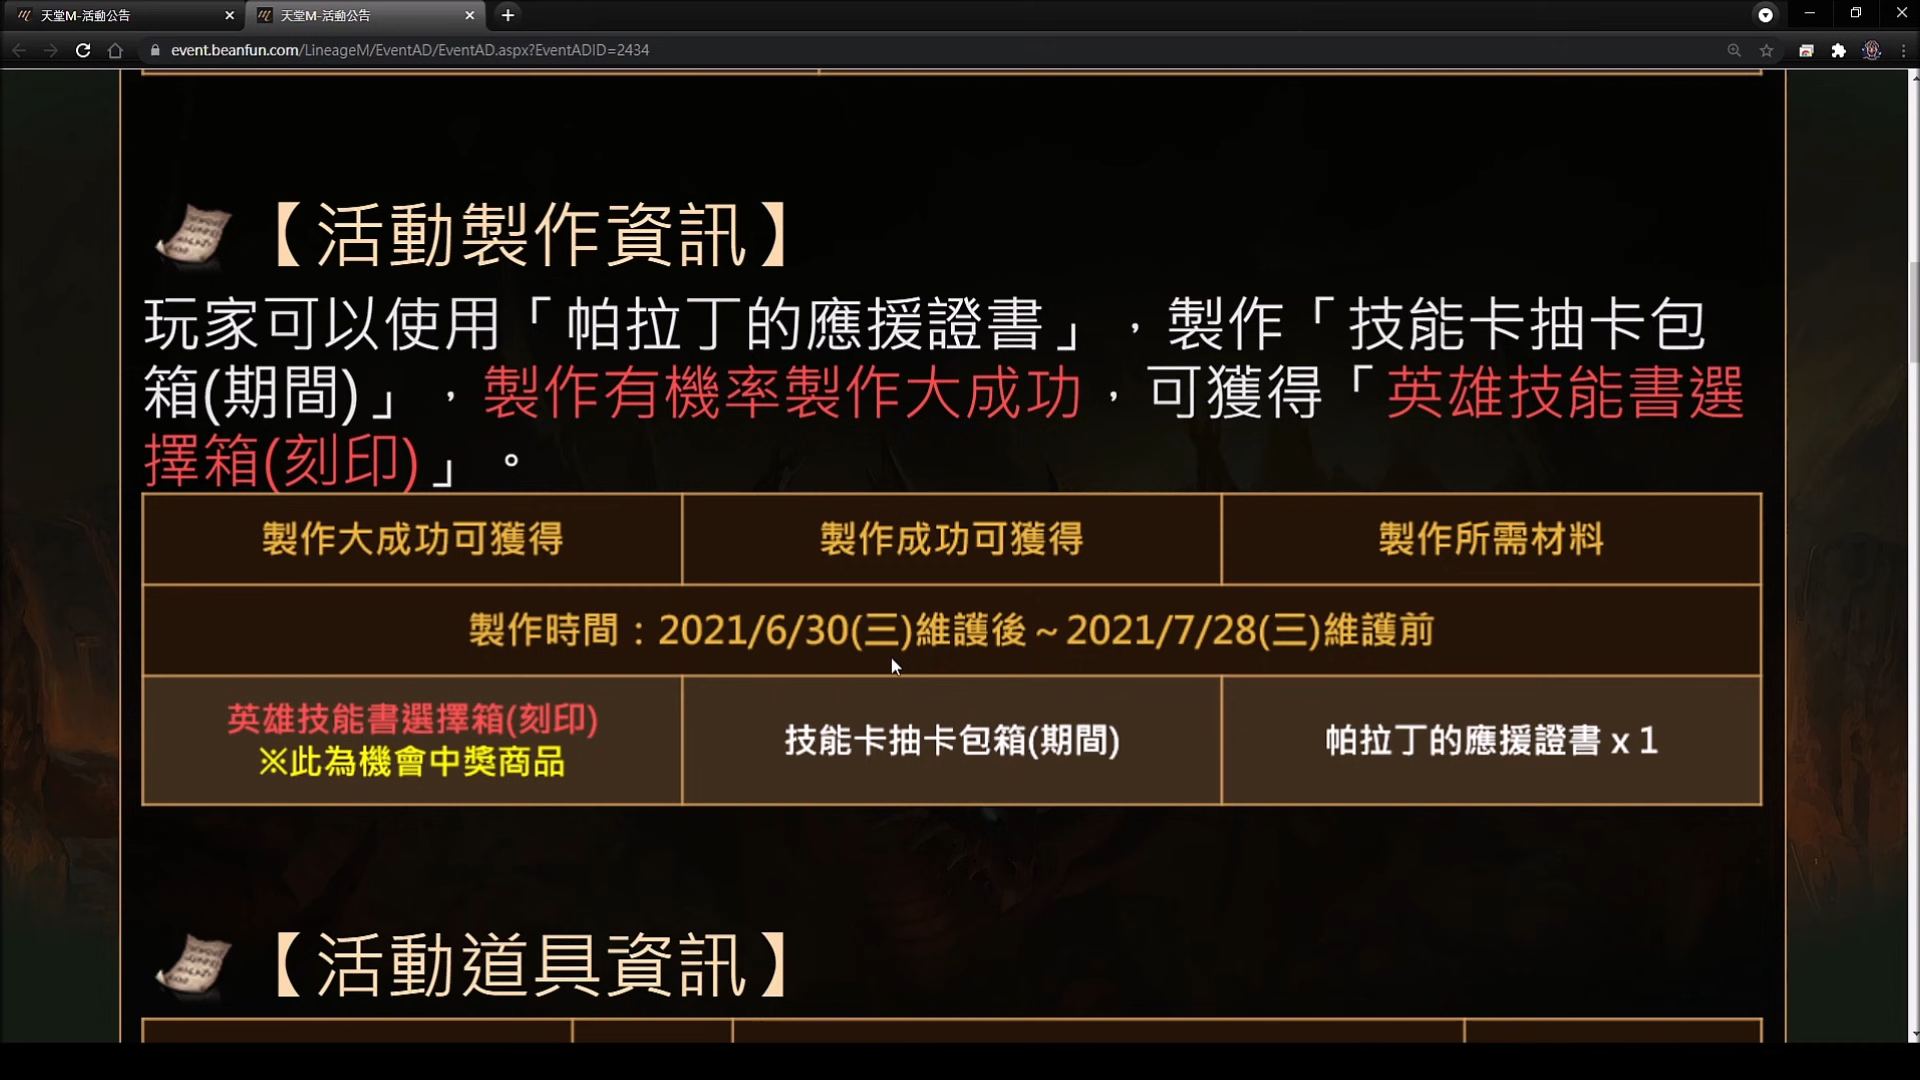 天堂M-活動公告
天堂M-活動公告
event.beanfun.com/LineageM/EventAD/EventAD.aspx?EventADID=2434
【活動製作資訊】
玩家可以使用「帕拉丁的應援證書」，製作「技能卡抽卡包
箱(期間)」，製作有機率製作大成功，可獲得「英雄技能書選
擇箱(刻印)」。
製作大成功可獲得 製作成功可獲得 製作所需材料
製作時間：2021/6/30(三)維護後～2021/7/28(三)維護前
英雄技能書選擇箱(刻印)
※此為機會中獎商品
技能卡抽卡包箱(期間)
帕拉丁的應援證書 x 1
【活動道具資訊】